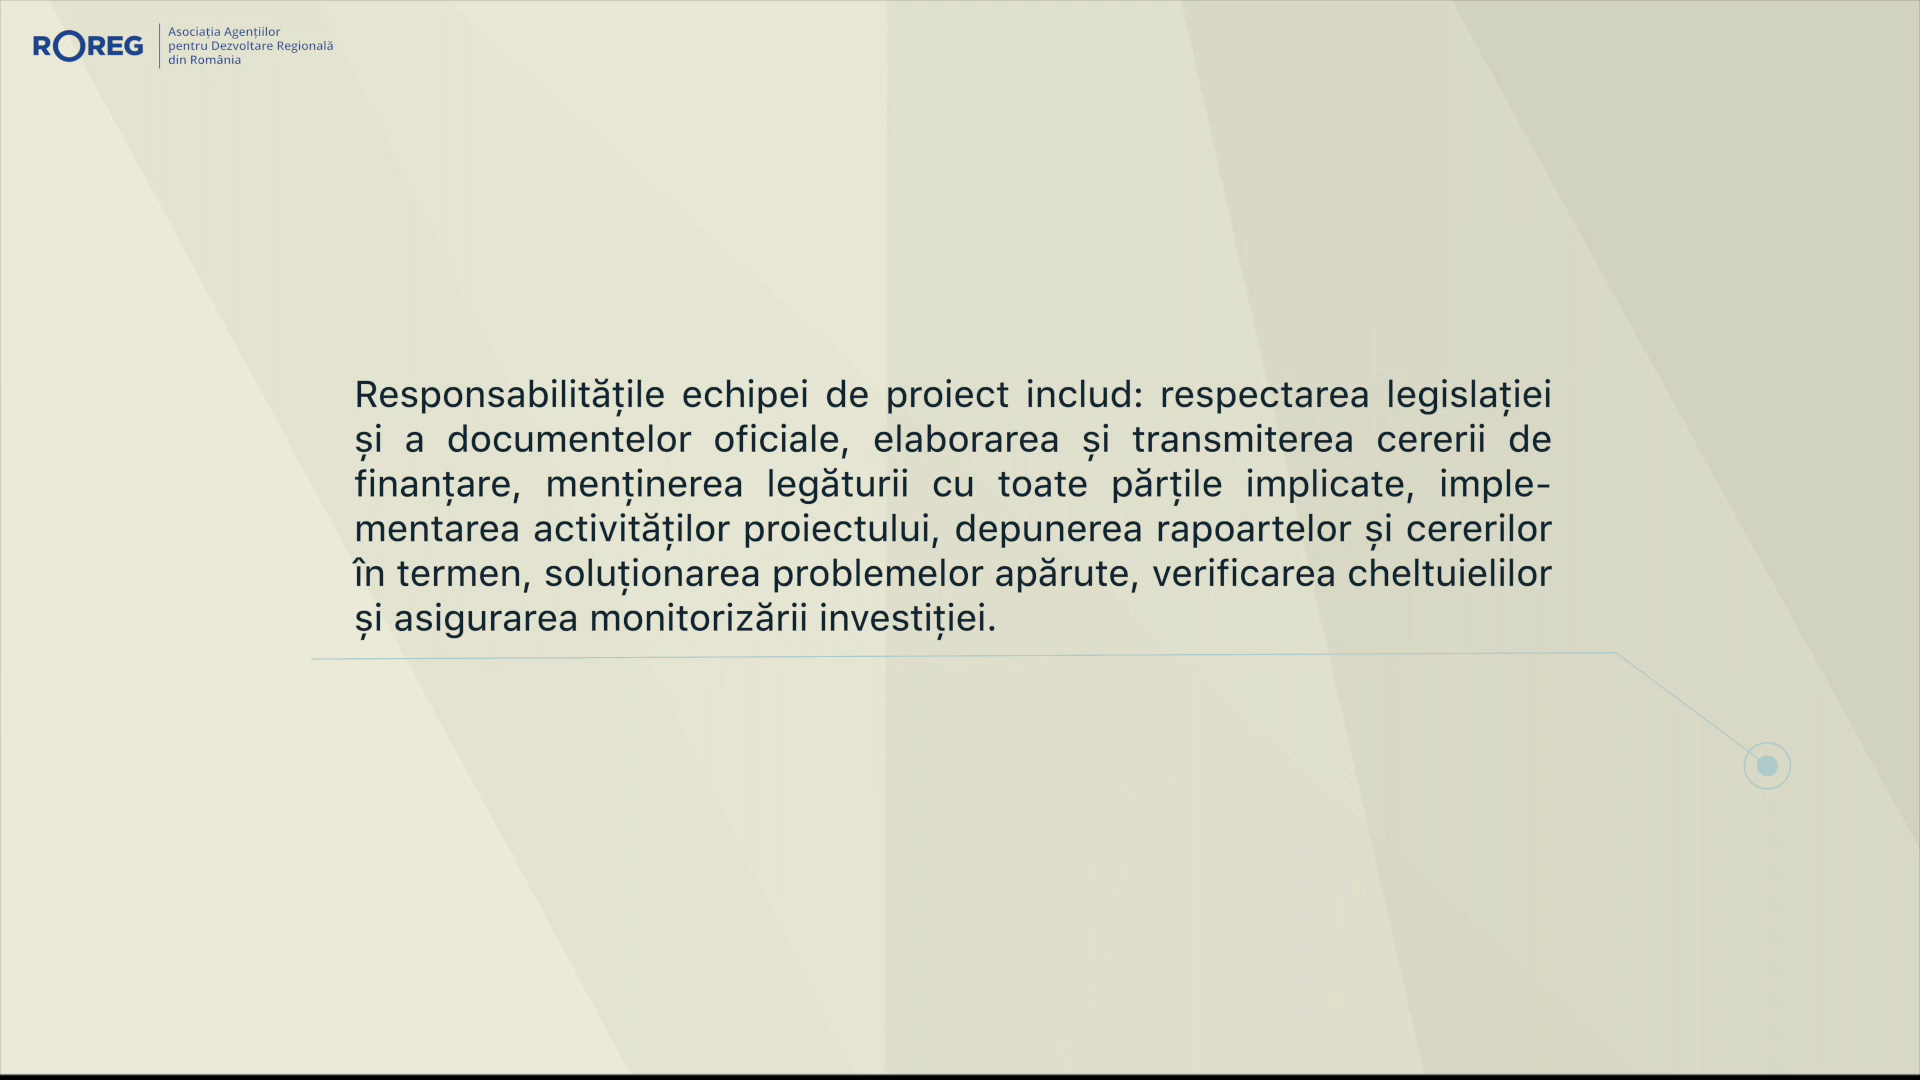 ROREG
Asociația Agențiilor
pentru Dezvoltare Regională
din România
Responsabilitățile echipei de proiect includ: respectarea legislației
și a documentelor oficiale, elaborarea și transmiterea cererii de
finanțare, menținerea legăturii cu toate părțile implicate, imple-
mentarea activităților proiectului, depunerea rapoartelor și cererilor
în termen, soluționarea problemelor apărute, verificarea cheltuielilor
și asigurarea monitorizării investiției.